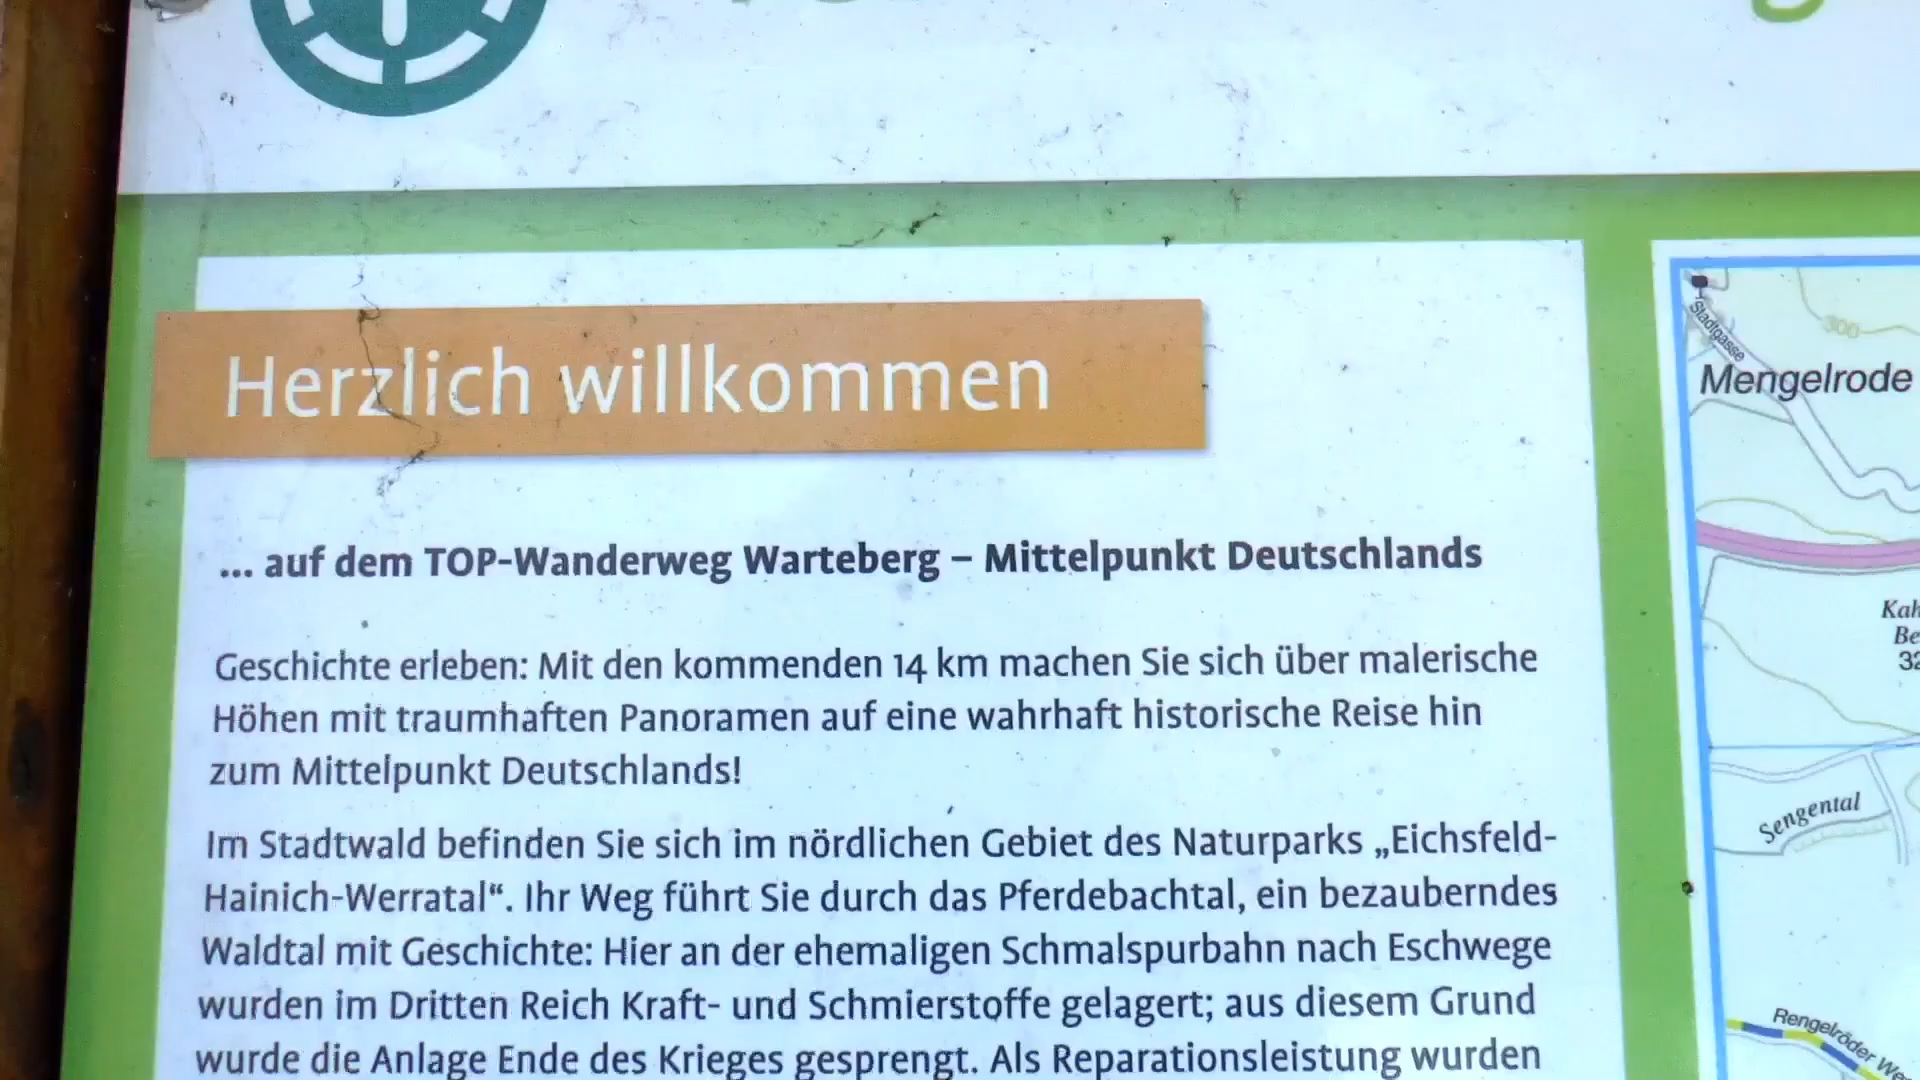 Herzlich willkommen
... auf dem TOP-Wanderweg Warteberg – Mittelpunkt Deutschlands
Geschichte erleben: Mit den kommenden 14 km machen Sie sich über malerische
Höhen mit traumhaften Panoramen auf eine wahrhaft historische Reise hin
zum Mittelpunkt Deutschlands!
Im Stadtwald befinden Sie sich im nördlichen Gebiet des Naturparks „Eichsfeld-
Hainich-Werratal“. Ihr Weg führt Sie durch das Pferdebachtal, ein bezauberndes
Waldtal mit Geschichte: Hier an der ehemaligen Schmalspurbahn nach Eschwege
wurden im Dritten Reich Kraft- und Schmierstoffe gelagert; aus diesem Grund
wurde die Anlage Ende des Krieges gesprengt. Als Reparationsleistung wurden
Stadtgasse
300
Mengelrode
Kah
Be
32
Sengental
Rengelröder We